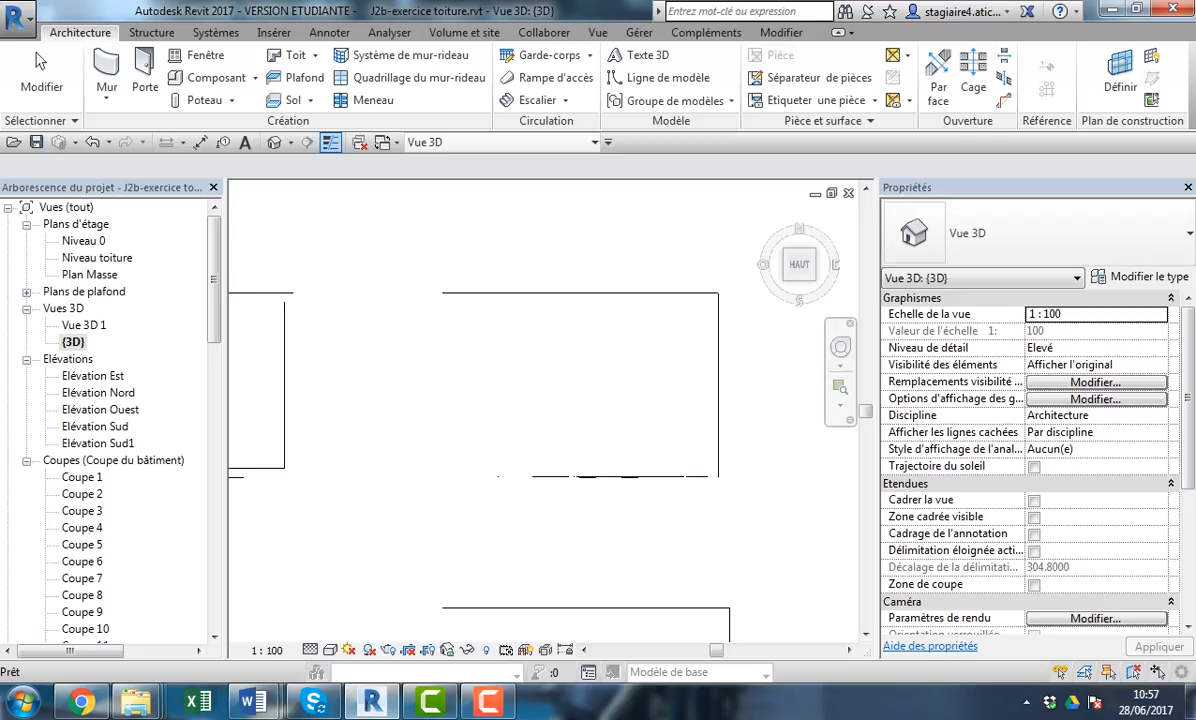 Autodesk Revit 2017 - VERSION ETUDIANTE - J2b-exercice toiture.rvt - Vue 3D: {3D}
Entrez mot-clé ou expression
stagiaire4.atic...
Architecture Structure Systèmes Insérer Annoter Analyser Volume et site Collaborer Vue Gérer Compléments Modifier
Modifier
Mur
Porte
Fenêtre
Composant
Poteau
Toit
Plafond
Sol
Système de mur-rideau
Quadrillage du mur-rideau
Meneau
Garde-corps
Rampe d'accès
Escalier
Texte 3D
Ligne de modèle
Groupe de modèles
Pièce
Séparateur de pièces
Etiqueter une pièce
Par face
Cage
Définir
Sélectionner
Création
Circulation
Modèle
Pièce et surface
Ouverture
Référence
Plan de construction
Vue 3D
Arborescence du projet - J2b-exercice to...
Vues (tout)
Plans d'étage
Niveau 0
Niveau toiture
Plan Masse
Plans de plafond
Vues 3D
Vue 3D 1
{3D}
Elévations
Elévation Est
Elévation Nord
Elévation Ouest
Elévation Sud
Elévation Sud1
Coupes (Coupe du bâtiment)
Coupe 1
Coupe 2
Coupe 3
Coupe 4
Coupe 5
Coupe 6
Coupe 7
Coupe 8
Coupe 9
Coupe 10
HAUT
N
O
E
S
Propriétés
Vue 3D
Vue 3D: {3D}
Modifier le type
Graphismes
Echelle de la vue 1 : 100
Valeur de l'échelle 1: 100
Niveau de détail Elevé
Visibilité des éléments Afficher l'original
Remplacements visibilité ... Modifier...
Options d'affichage des g... Modifier...
Discipline Architecture
Afficher les lignes cachées Par discipline
Style d'affichage de l'anal... Aucun(e)
Trajectoire du soleil
Etendues
Cadrer la vue
Zone cadrée visible
Cadrage de l'annotation
Délimitation éloignée acti...
Décalage de la délimitati... 304.8000
Zone de coupe
Caméra
Paramètres de rendu Modifier...
Aide des propriétés
Appliquer
1 : 100
Prêt
:0
Modèle de base
10:57
28/06/2017